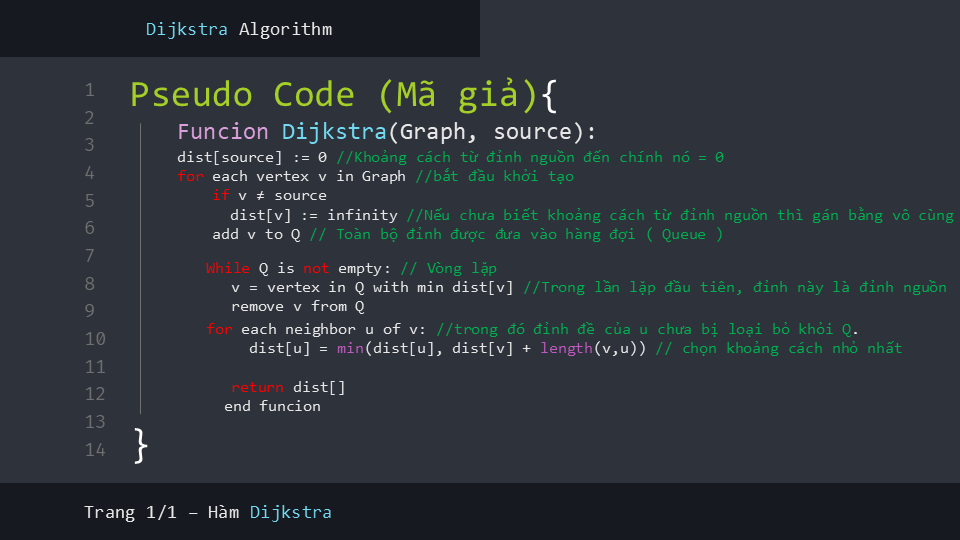 Dijkstra Algorithm
1
2
3
4
5
6
7
8
9
10
11
12
13
14
Pseudo Code (Mã giả){
Funcion Dijkstra(Graph, source):
dist[source] := 0 //Khoảng cách từ đỉnh nguồn đến chính nó = 0
for each vertex v in Graph //bắt đầu khởi tạo
if v ≠ source
dist[v] := infinity //Nếu chưa biết khoảng cách từ đỉnh nguồn thì gán bằng vô cùng
add v to Q // Toàn bộ đỉnh được đưa vào hàng đợi ( Queue )
While Q is not empty: // Vòng lặp
v = vertex in Q with min dist[v] //Trong lần lặp đầu tiên, đỉnh này là đỉnh nguồn
remove v from Q
for each neighbor u of v: //trong đó đỉnh đề của u chưa bị loại bỏ khỏi Q.
dist[u] = min(dist[u], dist[v] + length(v,u)) // chọn khoảng cách nhỏ nhất
return dist[]
end funcion
}
Trang 1/1 – Hàm Dijkstra